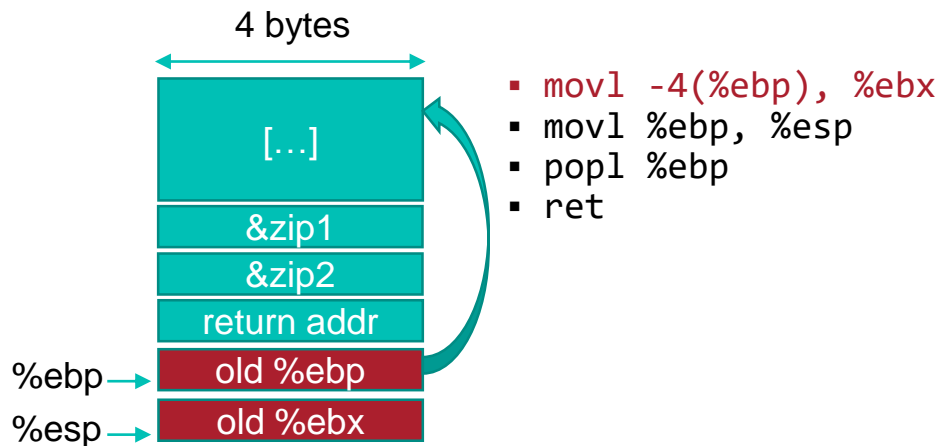 4 bytes
[…]
&zip1
&zip2
return addr
%ebp
old %ebp
%esp
old %ebx
▪ movl -4(%ebp), %ebx
▪ movl %ebp, %esp
▪ popl %ebp
▪ ret